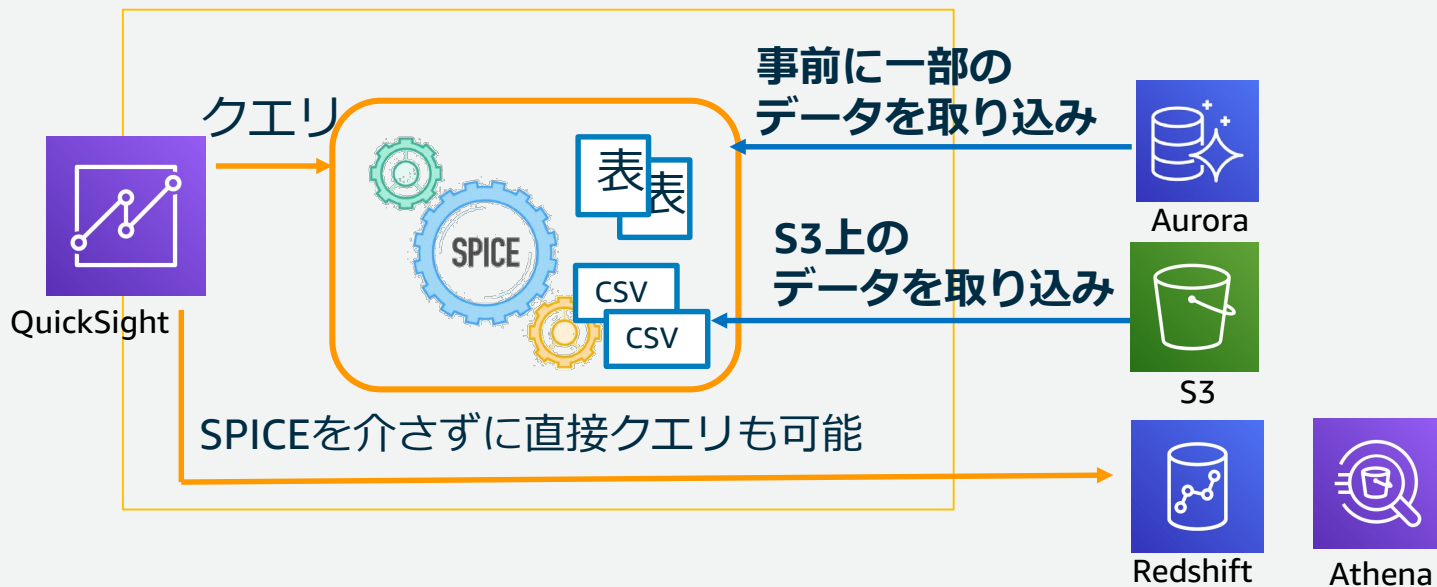 クエリ
事前に一部の
データを取り込み
表
表
SPICE
CSV
CSV
QuickSight
S3上の
データを取り込み
Aurora
S3
SPICEを介さずに直接クエリも可能
Redshift
Athena